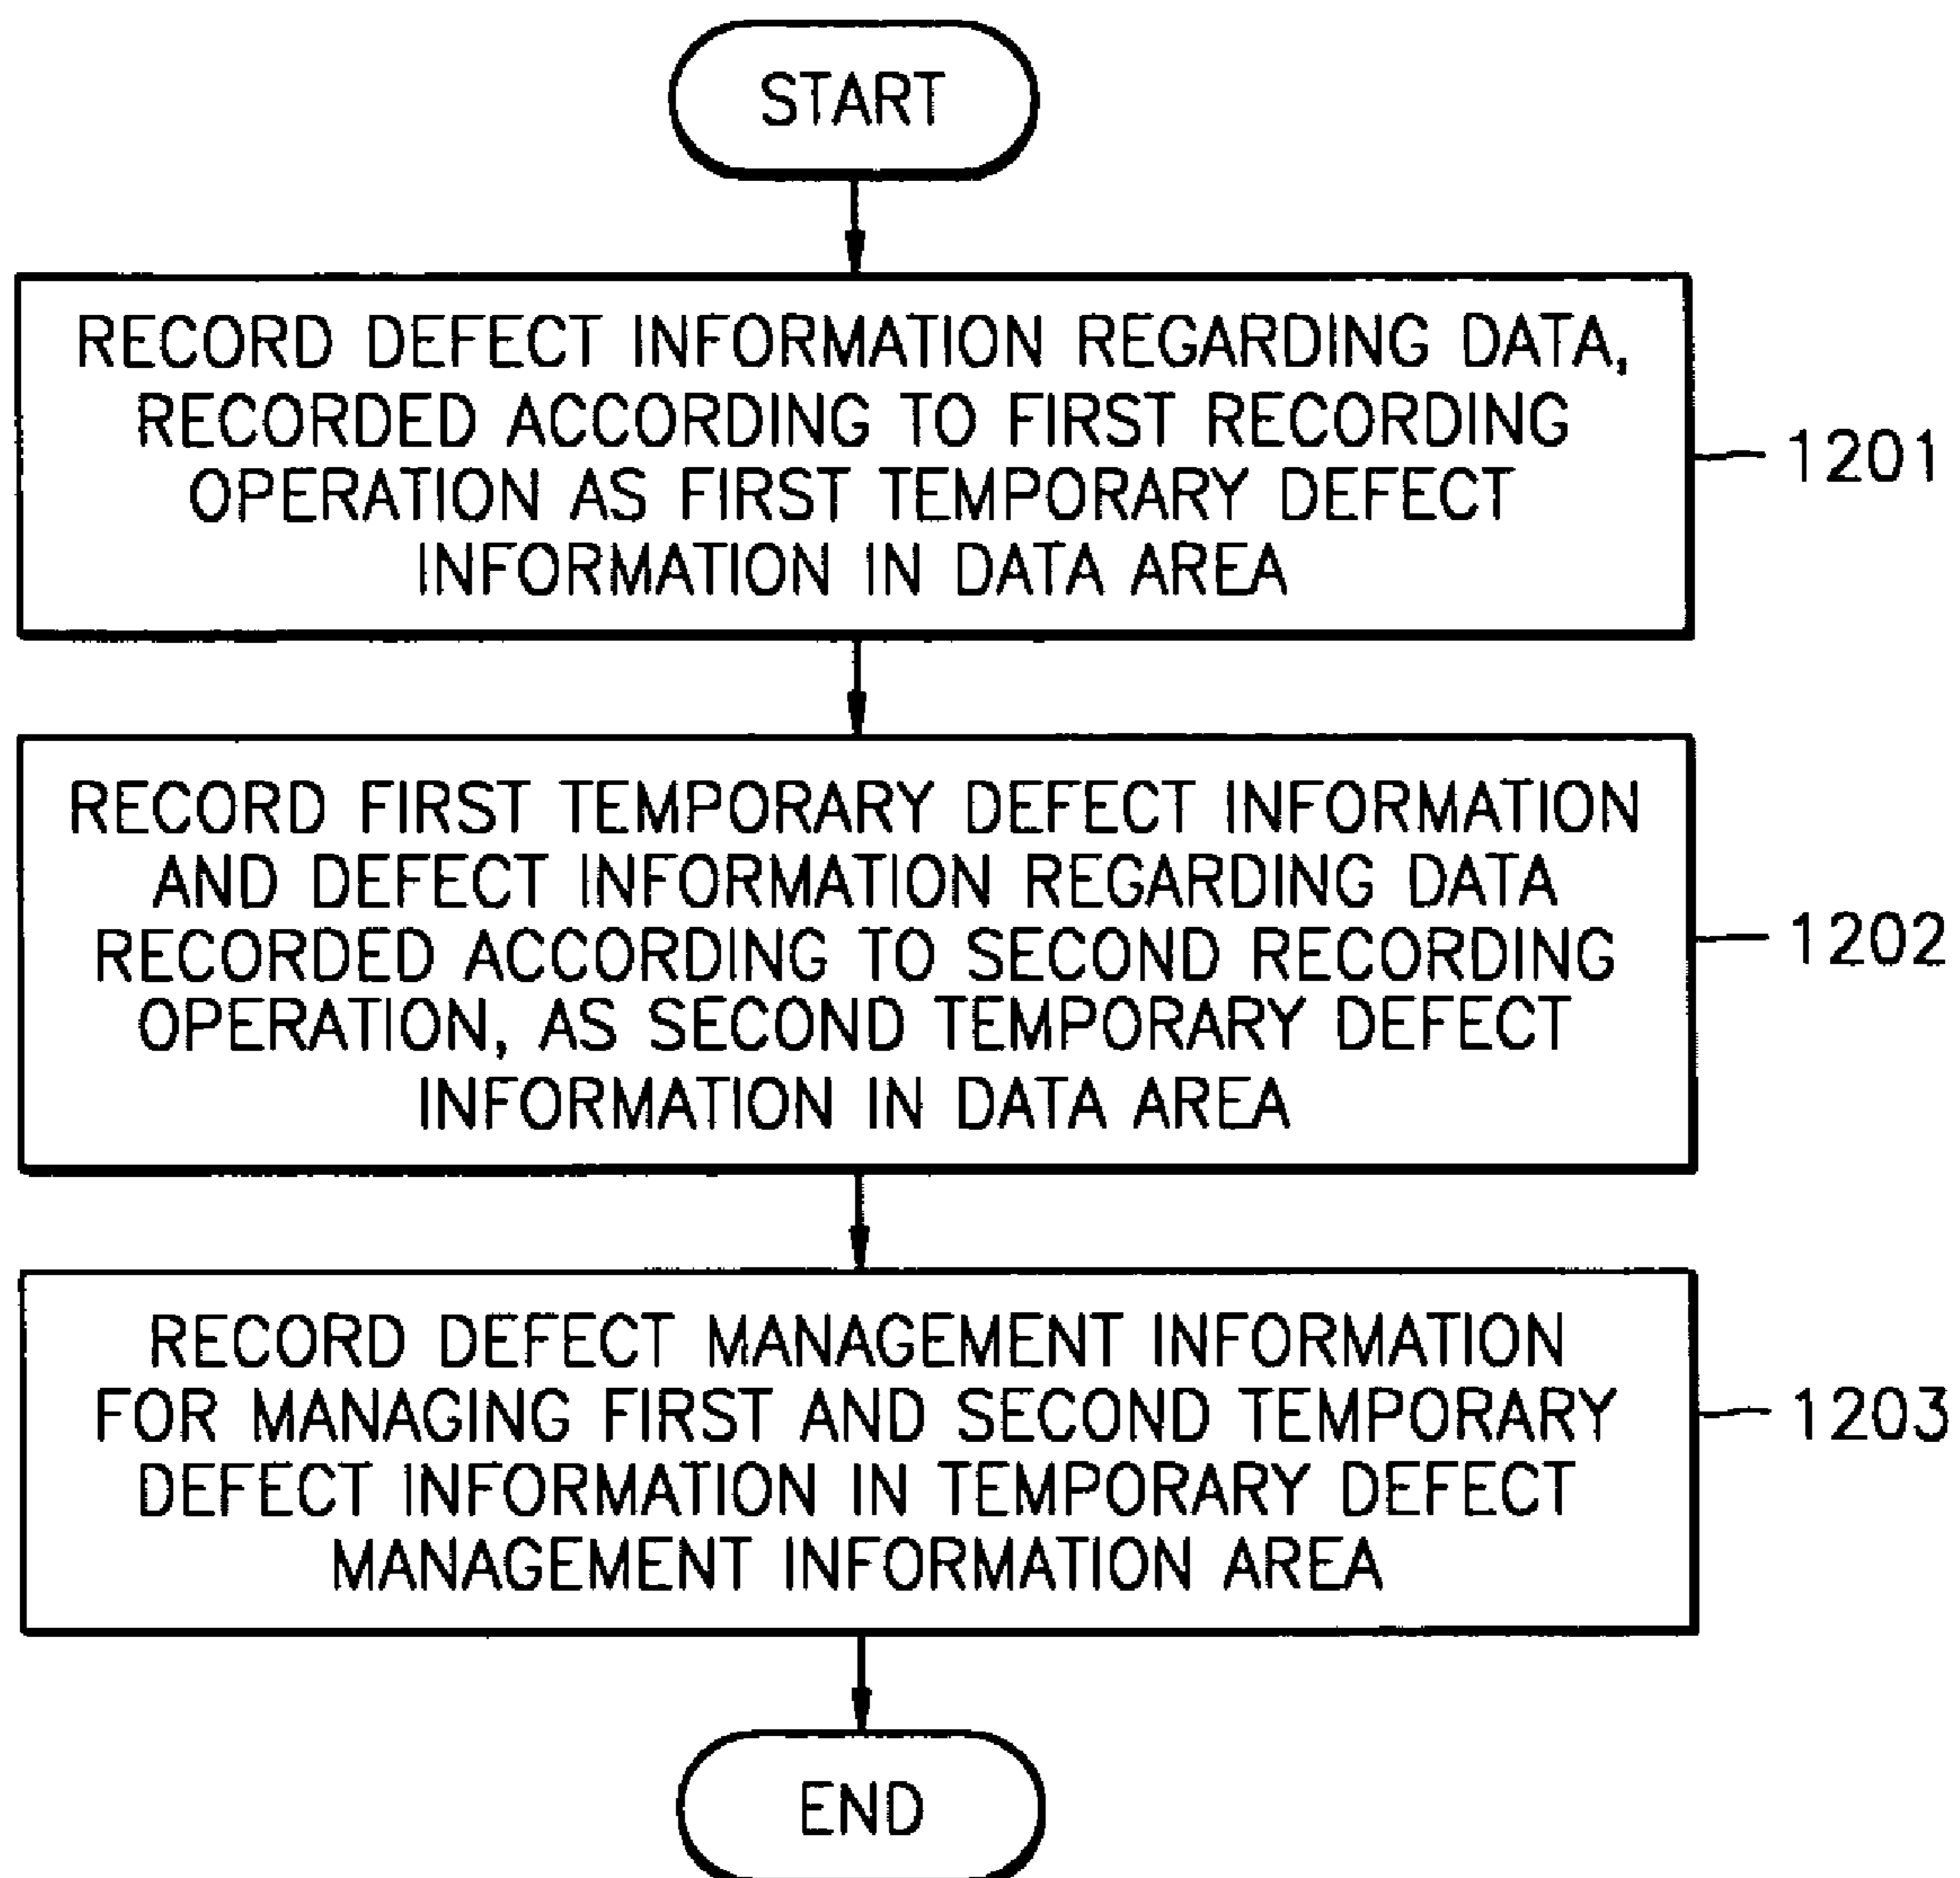 START
RECORD DEFECT INFORMATION REGARDING DATA,
RECORDED ACCORDING TO FIRST RECORDING
OPERATION AS FIRST TEMPORARY DEFECT
INFORMATION IN DATA AREA
1201
RECORD FIRST TEMPORARY DEFECT INFORMATION
AND DEFECT INFORMATION REGARDING DATA
RECORDED ACCORDING TO SECOND RECORDING
OPERATION, AS SECOND TEMPORARY DEFECT
INFORMATION IN DATA AREA
1202
RECORD DEFECT MANAGEMENT INFORMATION
FOR MANAGING FIRST AND SECOND TEMPORARY
DEFECT INFORMATION IN TEMPORARY DEFECT
MANAGEMENT INFORMATION AREA
1203
END